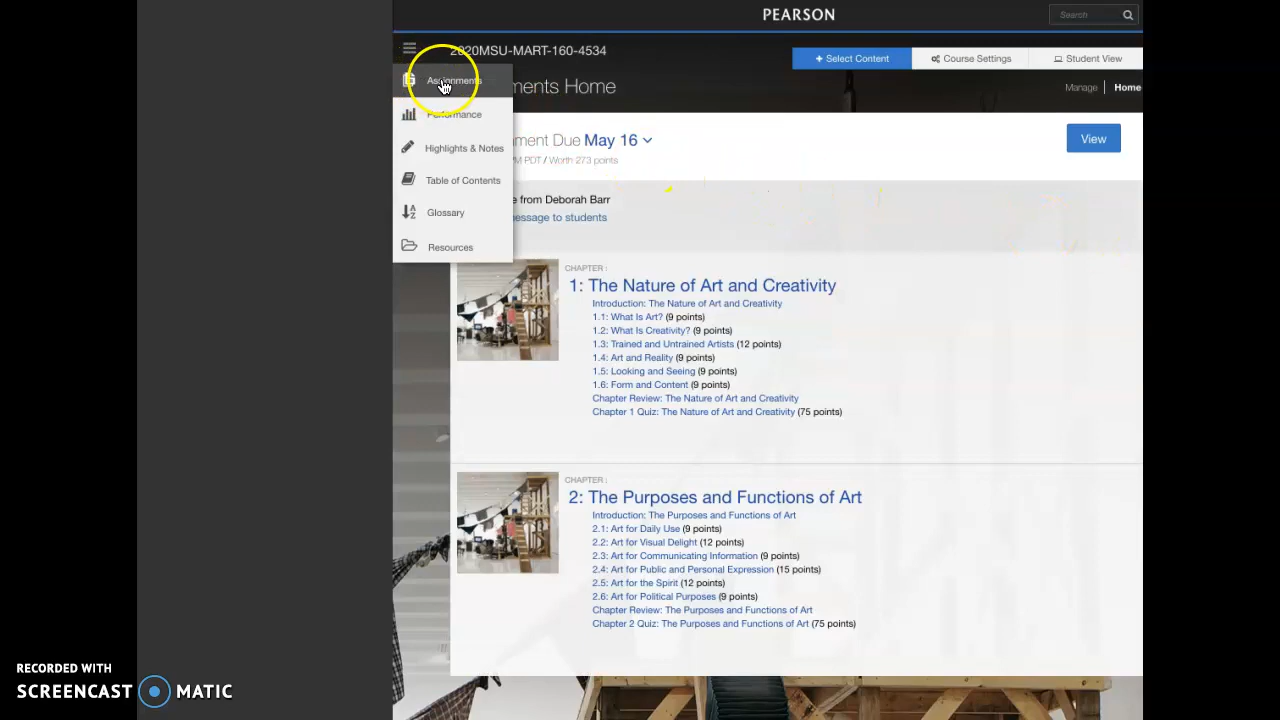 PEARSON
Search
2020MSU-MART-160-4534
Select Content
Course Settings
Student View
Assignments
ments Home
Manage
Home
Performance
nment Due May 16
View
Highlights & Notes
PM PDT / Worth 273 points
Table of Contents
e from Deborah Barr
Glossary
message to students
Resources
CHAPTER :
1: The Nature of Art and Creativity
Introduction: The Nature of Art and Creativity
1.1: What Is Art? (9 points)
1.2: What Is Creativity? (9 points)
1.3: Trained and Untrained Artists (12 points)
1.4: Art and Reality (9 points)
1.5: Looking and Seeing (9 points)
1.6: Form and Content (9 points)
Chapter Review: The Nature of Art and Creativity
Chapter 1 Quiz: The Nature of Art and Creativity (75 points)
CHAPTER :
2: The Purposes and Functions of Art
Introduction: The Purposes and Functions of Art
2.1: Art for Daily Use (9 points)
2.2: Art for Visual Delight (12 points)
2.3: Art for Communicating Information (9 points)
2.4: Art for Public and Personal Expression (15 points)
2.5: Art for the Spirit (12 points)
2.6: Art for Political Purposes (9 points)
Chapter Review: The Purposes and Functions of Art
Chapter 2 Quiz: The Purposes and Functions of Art (75 points)
RECORDED WITH
SCREENCAST MATIC